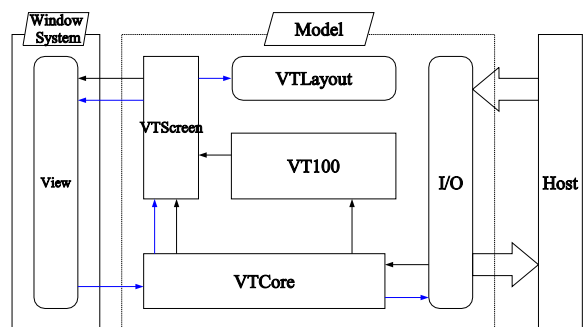 Window
System
Model
VTLayout
VTScreen
VT100
View
I/O
Host
VTCore